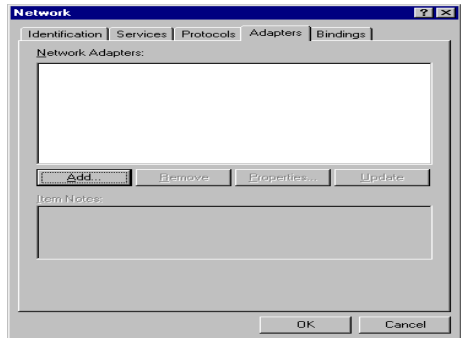 Network
Identification Services Protocols Adapters Bindings
Network Adapters:
Add... Remove Properties... Update
Item Notes:
OK Cancel